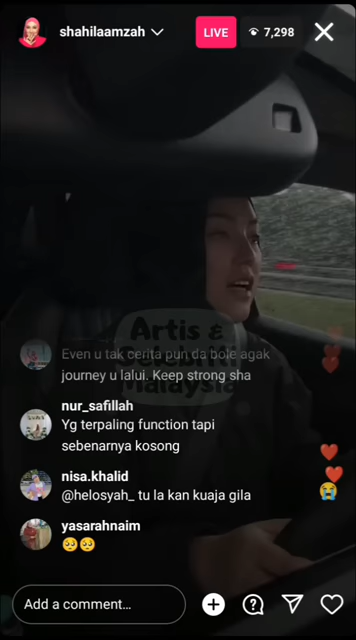 shahilaamzah
LIVE
7,298
Artis &
Selebriti
Malaysia
Even u tak cerita pun da bole agak
journey u lalui. Keep strong sha
nur_safillah
Yg terpaling function tapi
sebenarnya kosong
nisa.khalid
@helosyah_ tu la kan kuaja gila
yasarahnaim
🥺🥺
Add a comment...